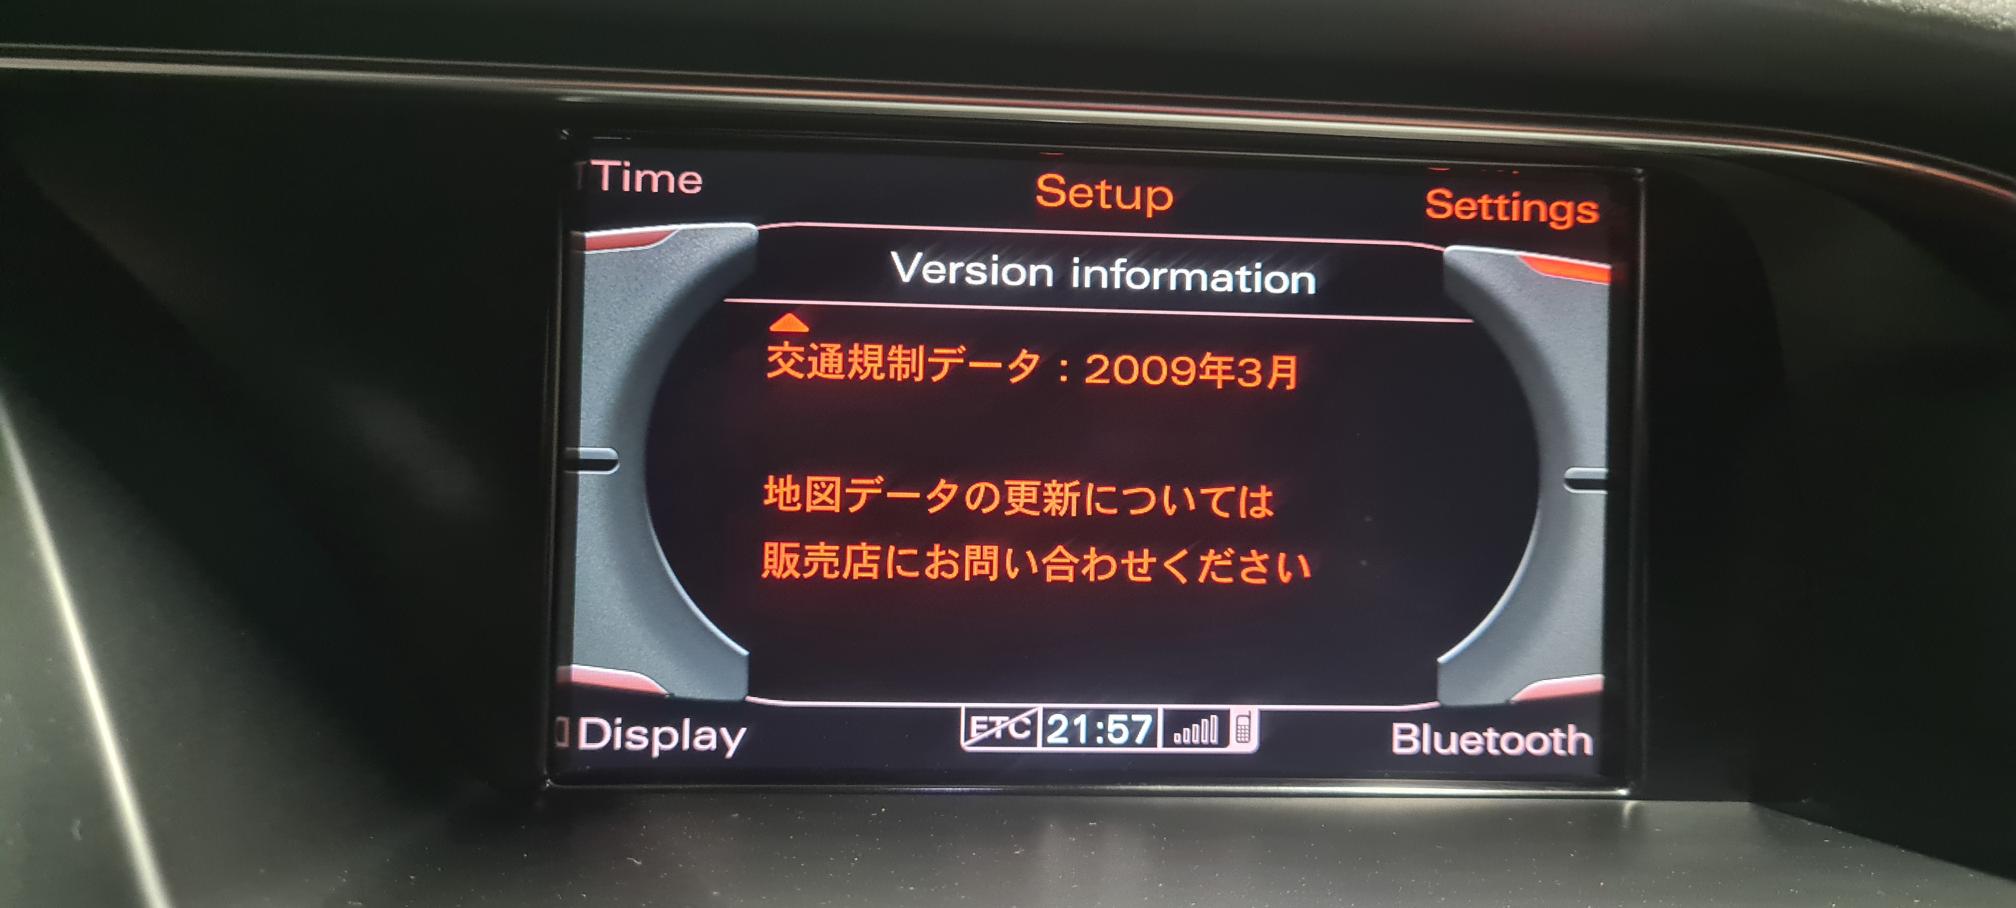 Time
Setup
Settings
Version information
交通規制データ：2009年3月
地図データの更新については
販売店にお問い合わせください
Display
ETC
21:57
Bluetooth